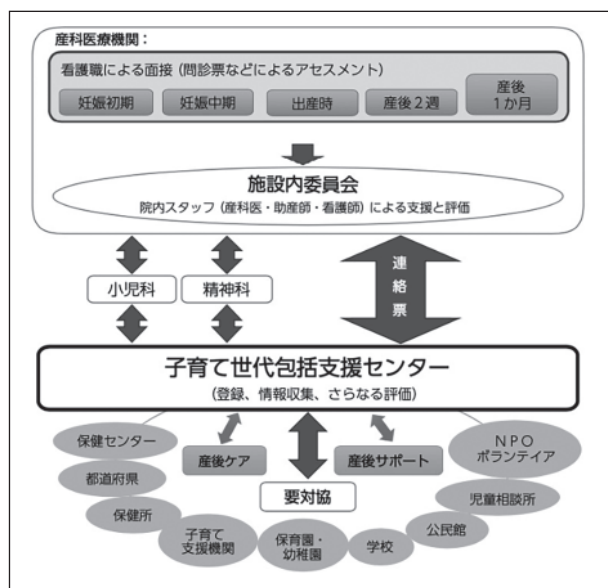 産科医療機関：
看護職による面接（問診票などによるアセスメント）
妊娠初期
妊娠中期
出産時
産後２週
産後
１か月
施設内委員会
院内スタッフ（産科医・助産師・看護師）による支援と評価
連絡票
小児科
精神科
子育て世代包括支援センター
（登録、情報収集、さらなる評価）
保健センター
産後ケア
産後サポート
ＮＰＯ
ボランテイア
都道府県
要対協
児童相談所
保健所
公民館
子育て
支援機関
保育園・
幼稚園
学校